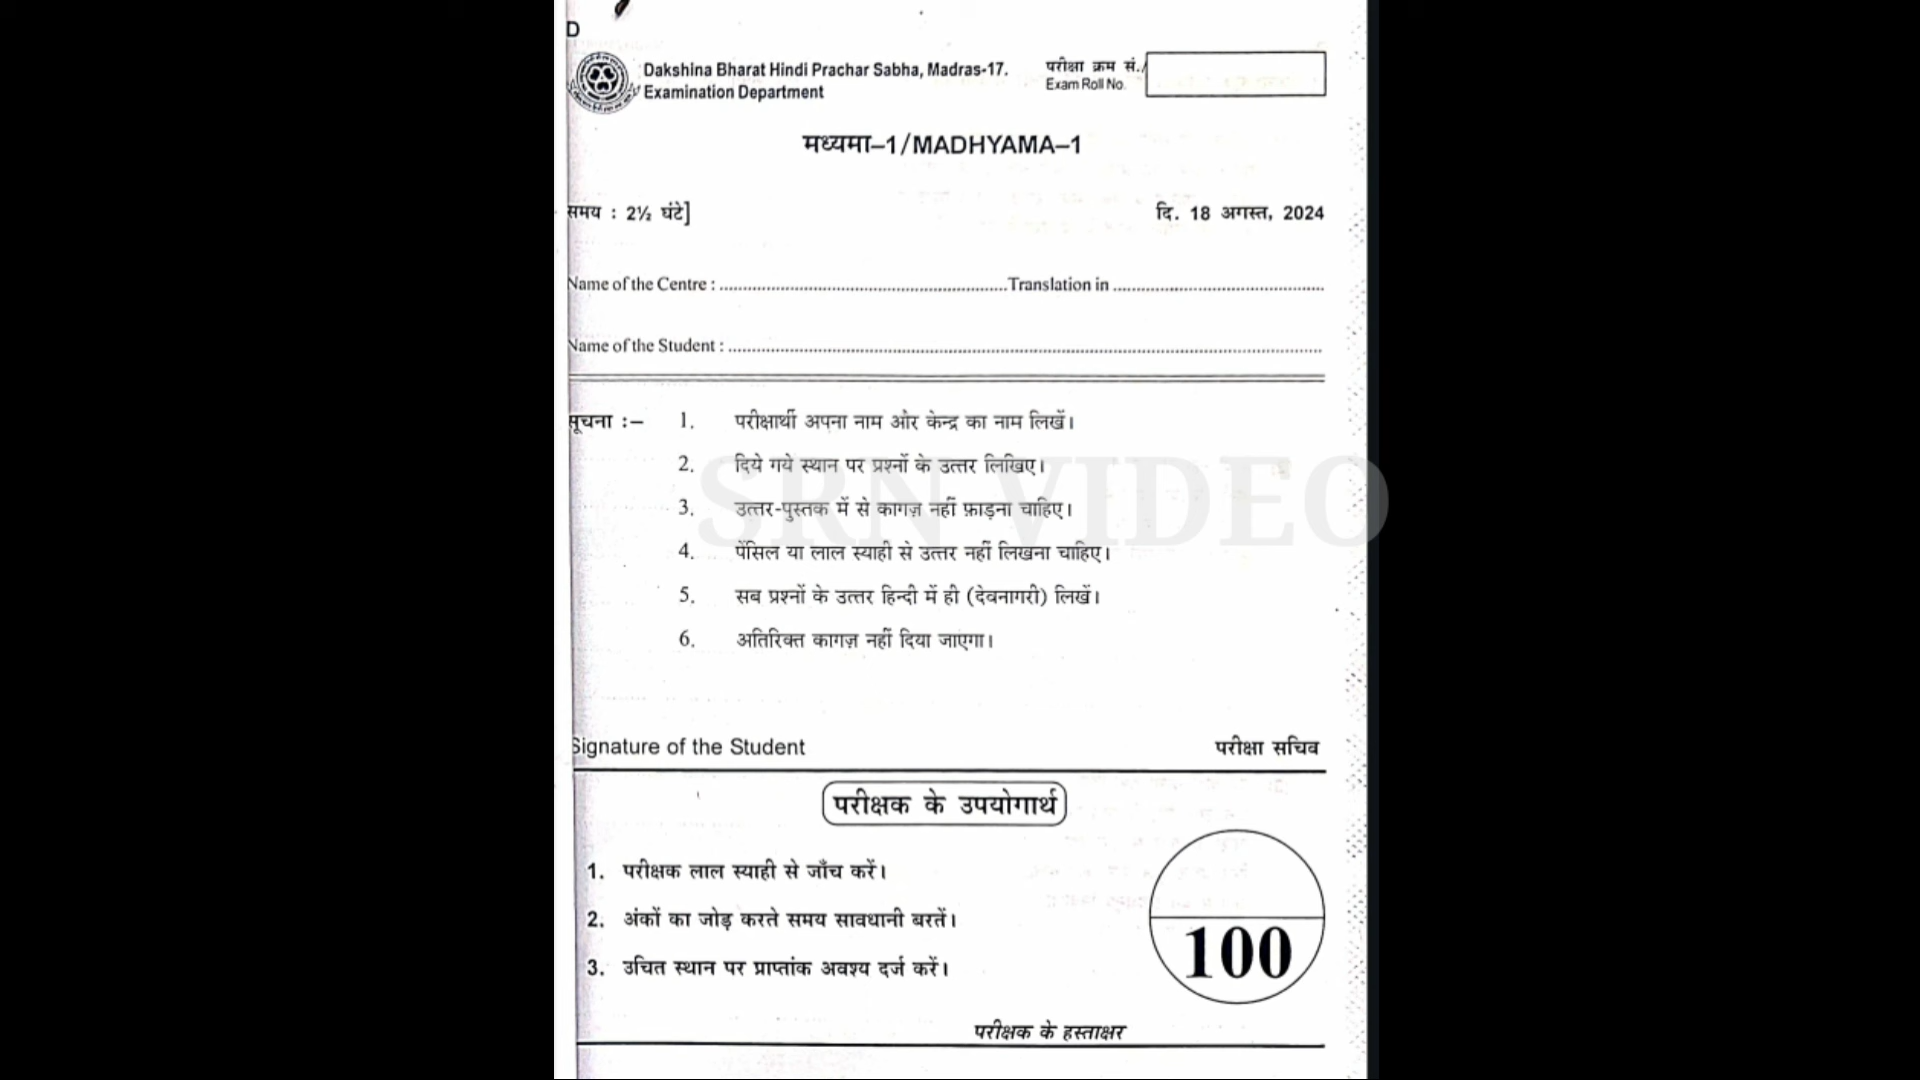 D
Dakshina Bharat Hindi Prachar Sabha, Madras-17.
Examination Department
परीक्षा क्रम सं./
Exam Roll No.
मध्यमा–1/MADHYAMA–1
समय : 2½ घंटे]
दि. 18 अगस्त, 2024
Name of the Centre : ........................ Translation in ........................
Name of the Student : ........................
सूचना :– 1. परीक्षार्थी अपना नाम और केन्द्र का नाम लिखें।
2. दिये गये स्थान पर प्रश्नों के उत्तर लिखिए।
3. उत्तर-पुस्तक में से कागज़ नहीं फ़ाड़ना चाहिए।
4. पेंसिल या लाल स्याही से उत्तर नहीं लिखना चाहिए।
5. सब प्रश्नों के उत्तर हिन्दी में ही (देवनागरी) लिखें।
6. अतिरिक्त कागज़ नहीं दिया जाएगा।
SRN VIDEO
Signature of the Student
परीक्षा सचिव
परीक्षक के उपयोगार्थ
1. परीक्षक लाल स्याही से जाँच करें।
2. अंकों का जोड़ करते समय सावधानी बरतें।
3. उचित स्थान पर प्राप्तांक अवश्य दर्ज करें।
100
परीक्षक के हस्ताक्षर